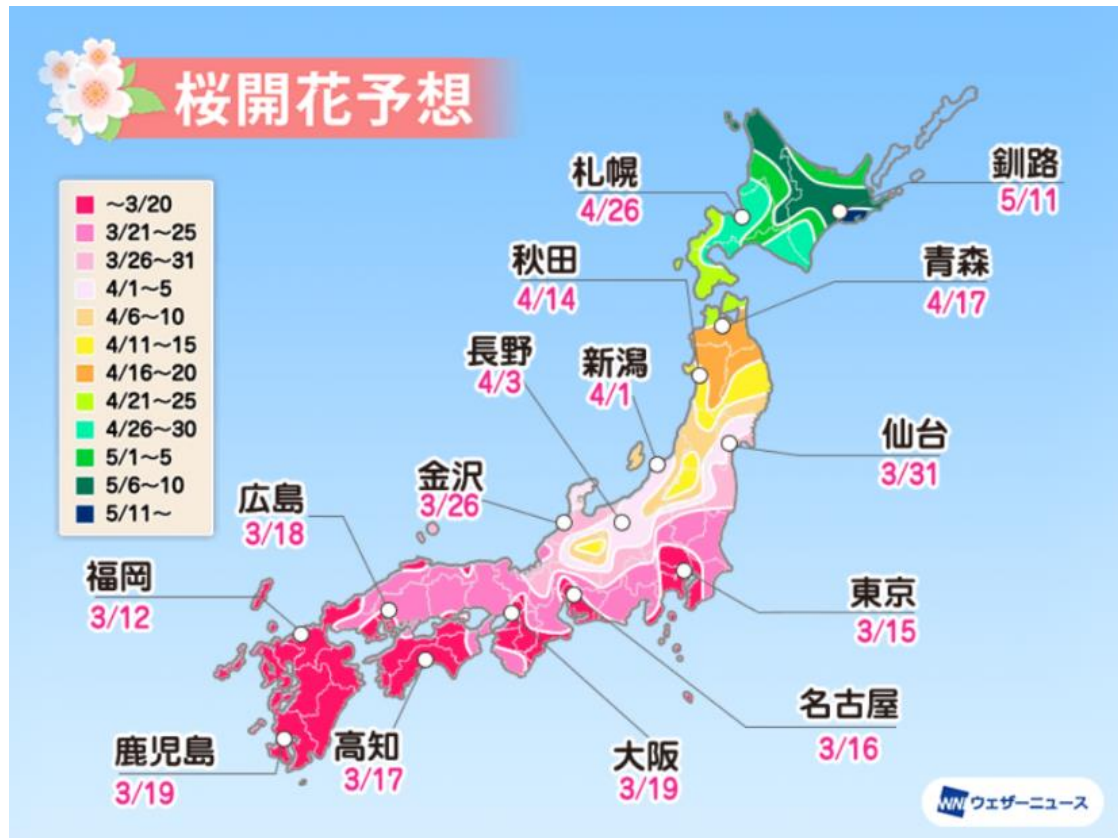 桜開花予想
~3/20
3/21~25
3/26~31
4/1~5
4/6~10
4/11~15
4/16~20
4/21~25
4/26~30
5/1~5
5/6~10
5/11~
札幌
4/26
釧路
5/11
秋田
4/14
青森
4/17
長野
4/3
新潟
4/1
仙台
3/31
金沢
3/26
広島
3/18
福岡
3/12
東京
3/15
名古屋
3/16
大阪
3/19
高知
3/17
鹿児島
3/19
WN ウェザーニュース